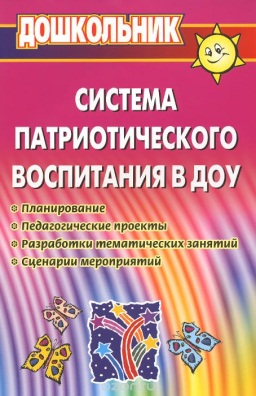 ДОШКОЛЬНИК
СИСТЕМА
ПАТРИОТИЧЕСКОГО
ВОСПИТАНИЯ В ДОУ
* Планирование
* Педагогические проекты
* Разработки тематических занятий
* Сценарии мероприятий